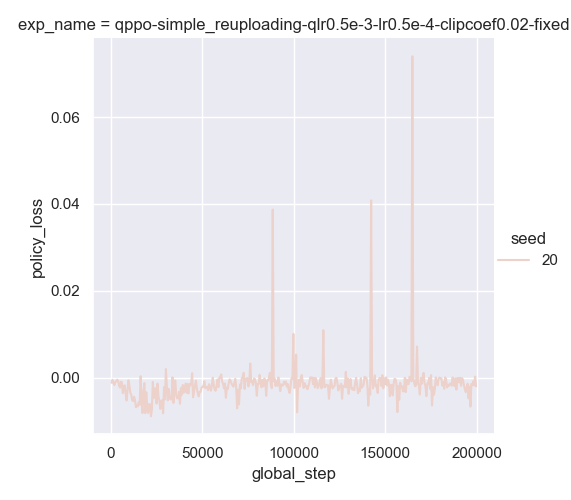 exp_name = qppo-simple_reuploading-qlr0.5e-3-lr0.5e-4-clipcoef0.02-fixed
0.06
0.04
0.02
0.00
policy_loss
seed
20
0
50000
100000
150000
200000
global_step